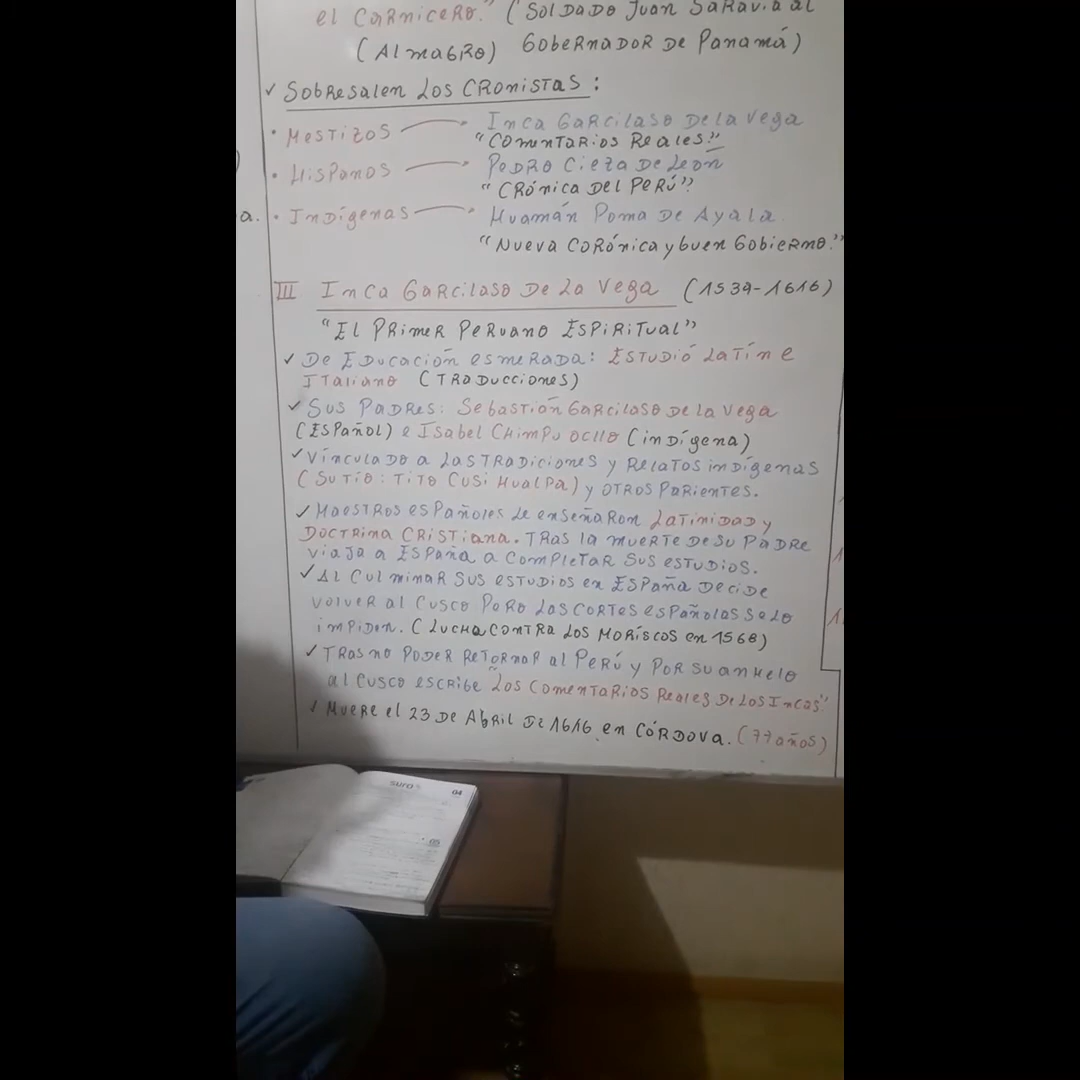 el Carnicero." (Soldado Juan Saravia al
(Almagro) Gobernador de Panamá)
✓ Sobresalen los Cronistas:
• Mestizos → Inca Garcilaso de la Vega
"Comentarios Reales"
• Hispanos → Pedro Cieza de León
"Crónica del Perú"
a. • Indígenas → Huamán Poma de Ayala
"Nueva Corónica y buen Gobierno."
III Inca Garcilaso de la Vega (1539-1616)
"El Primer Peruano Espiritual"
✓ De Educación esmerada: Estudió Latín e
Italiano (Traducciones)
✓ Sus Padres: Sebastián Garcilaso de la Vega
(Español) e Isabel Chimpu Ocllo (indígena)
✓ Vinculado a las tradiciones y relatos indígenas
(Su tío: Tito Cusi Hualpa) y otros parientes.
✓ Maestros españoles le enseñaron Latinidad y
Doctrina Cristiana. Tras la muerte de su padre
viaja a España a completar sus estudios.
✓ Al culminar sus estudios en España decide
volver al Cusco pero las cortes españolas se lo
impiden. (Lucha contra los Moriscos en 1568)
✓ Tras no poder retornar al Perú y por su anhelo
al Cusco escribe "Los Comentarios Reales de los Incas"
✓ Muere el 23 de Abril de 1616 en Córdova. (77 años)
04
05